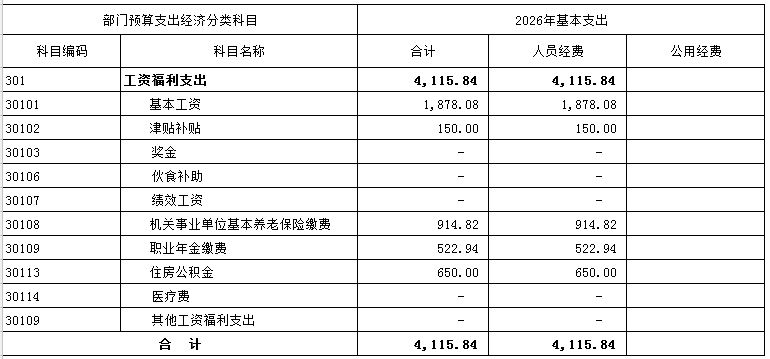 部门预算支出经济分类科目 2026年基本支出
科目编码 科目名称 合计 人员经费 公用经费
301 工资福利支出 4,115.84 4,115.84
30101 基本工资 1,878.08 1,878.08
30102 津贴补贴 150.00 150.00
30103 奖金 - -
30106 伙食补助 - -
30107 绩效工资 - -
30108 机关事业单位基本养老保险缴费 914.82 914.82
30109 职业年金缴费 522.94 522.94
30113 住房公积金 650.00 650.00
30114 医疗费 - -
30109 其他工资福利支出 - -
合 计 4,115.84 4,115.84